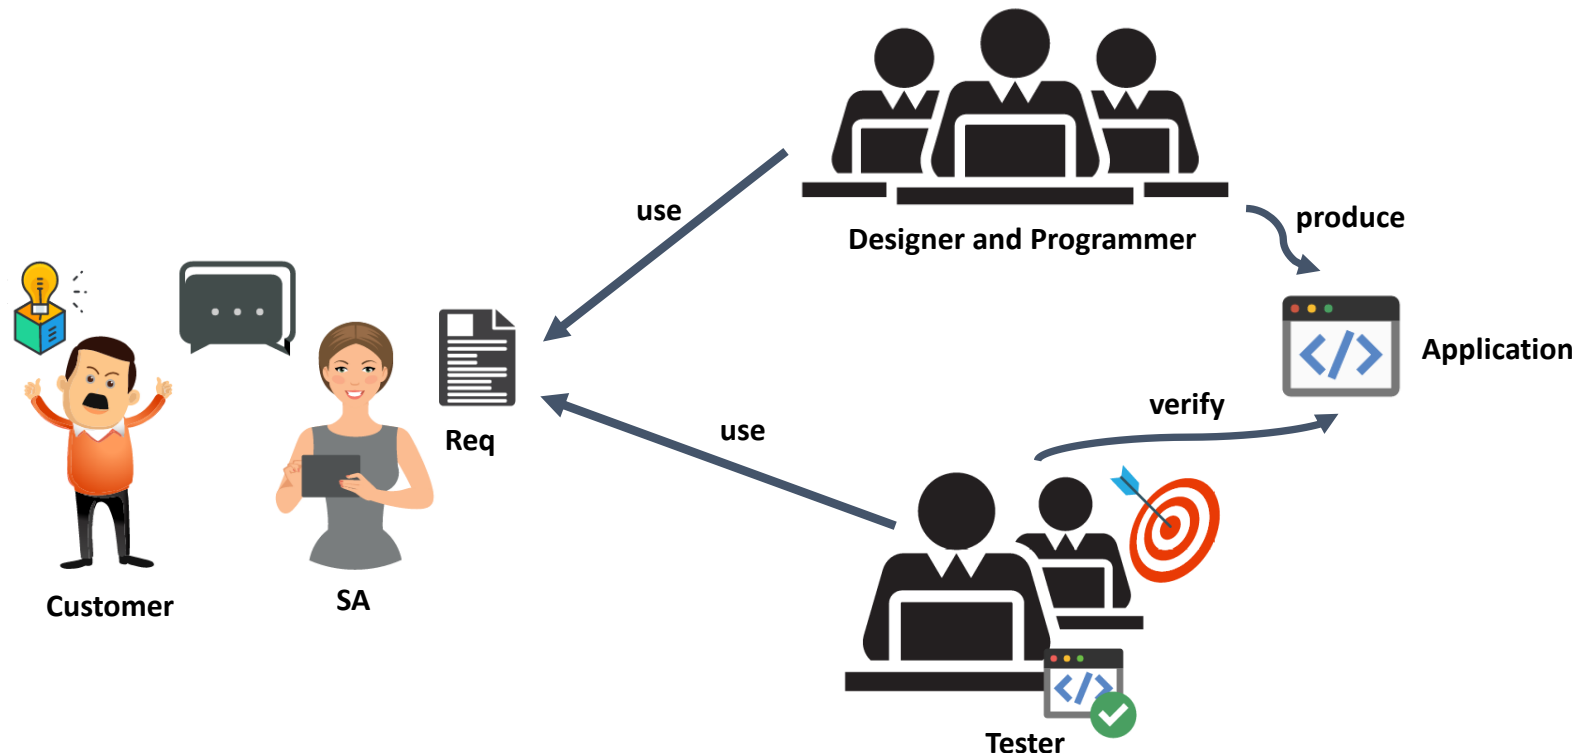 use
Designer and Programmer
produce
Application
verify
use
Req
Customer
SA
Tester